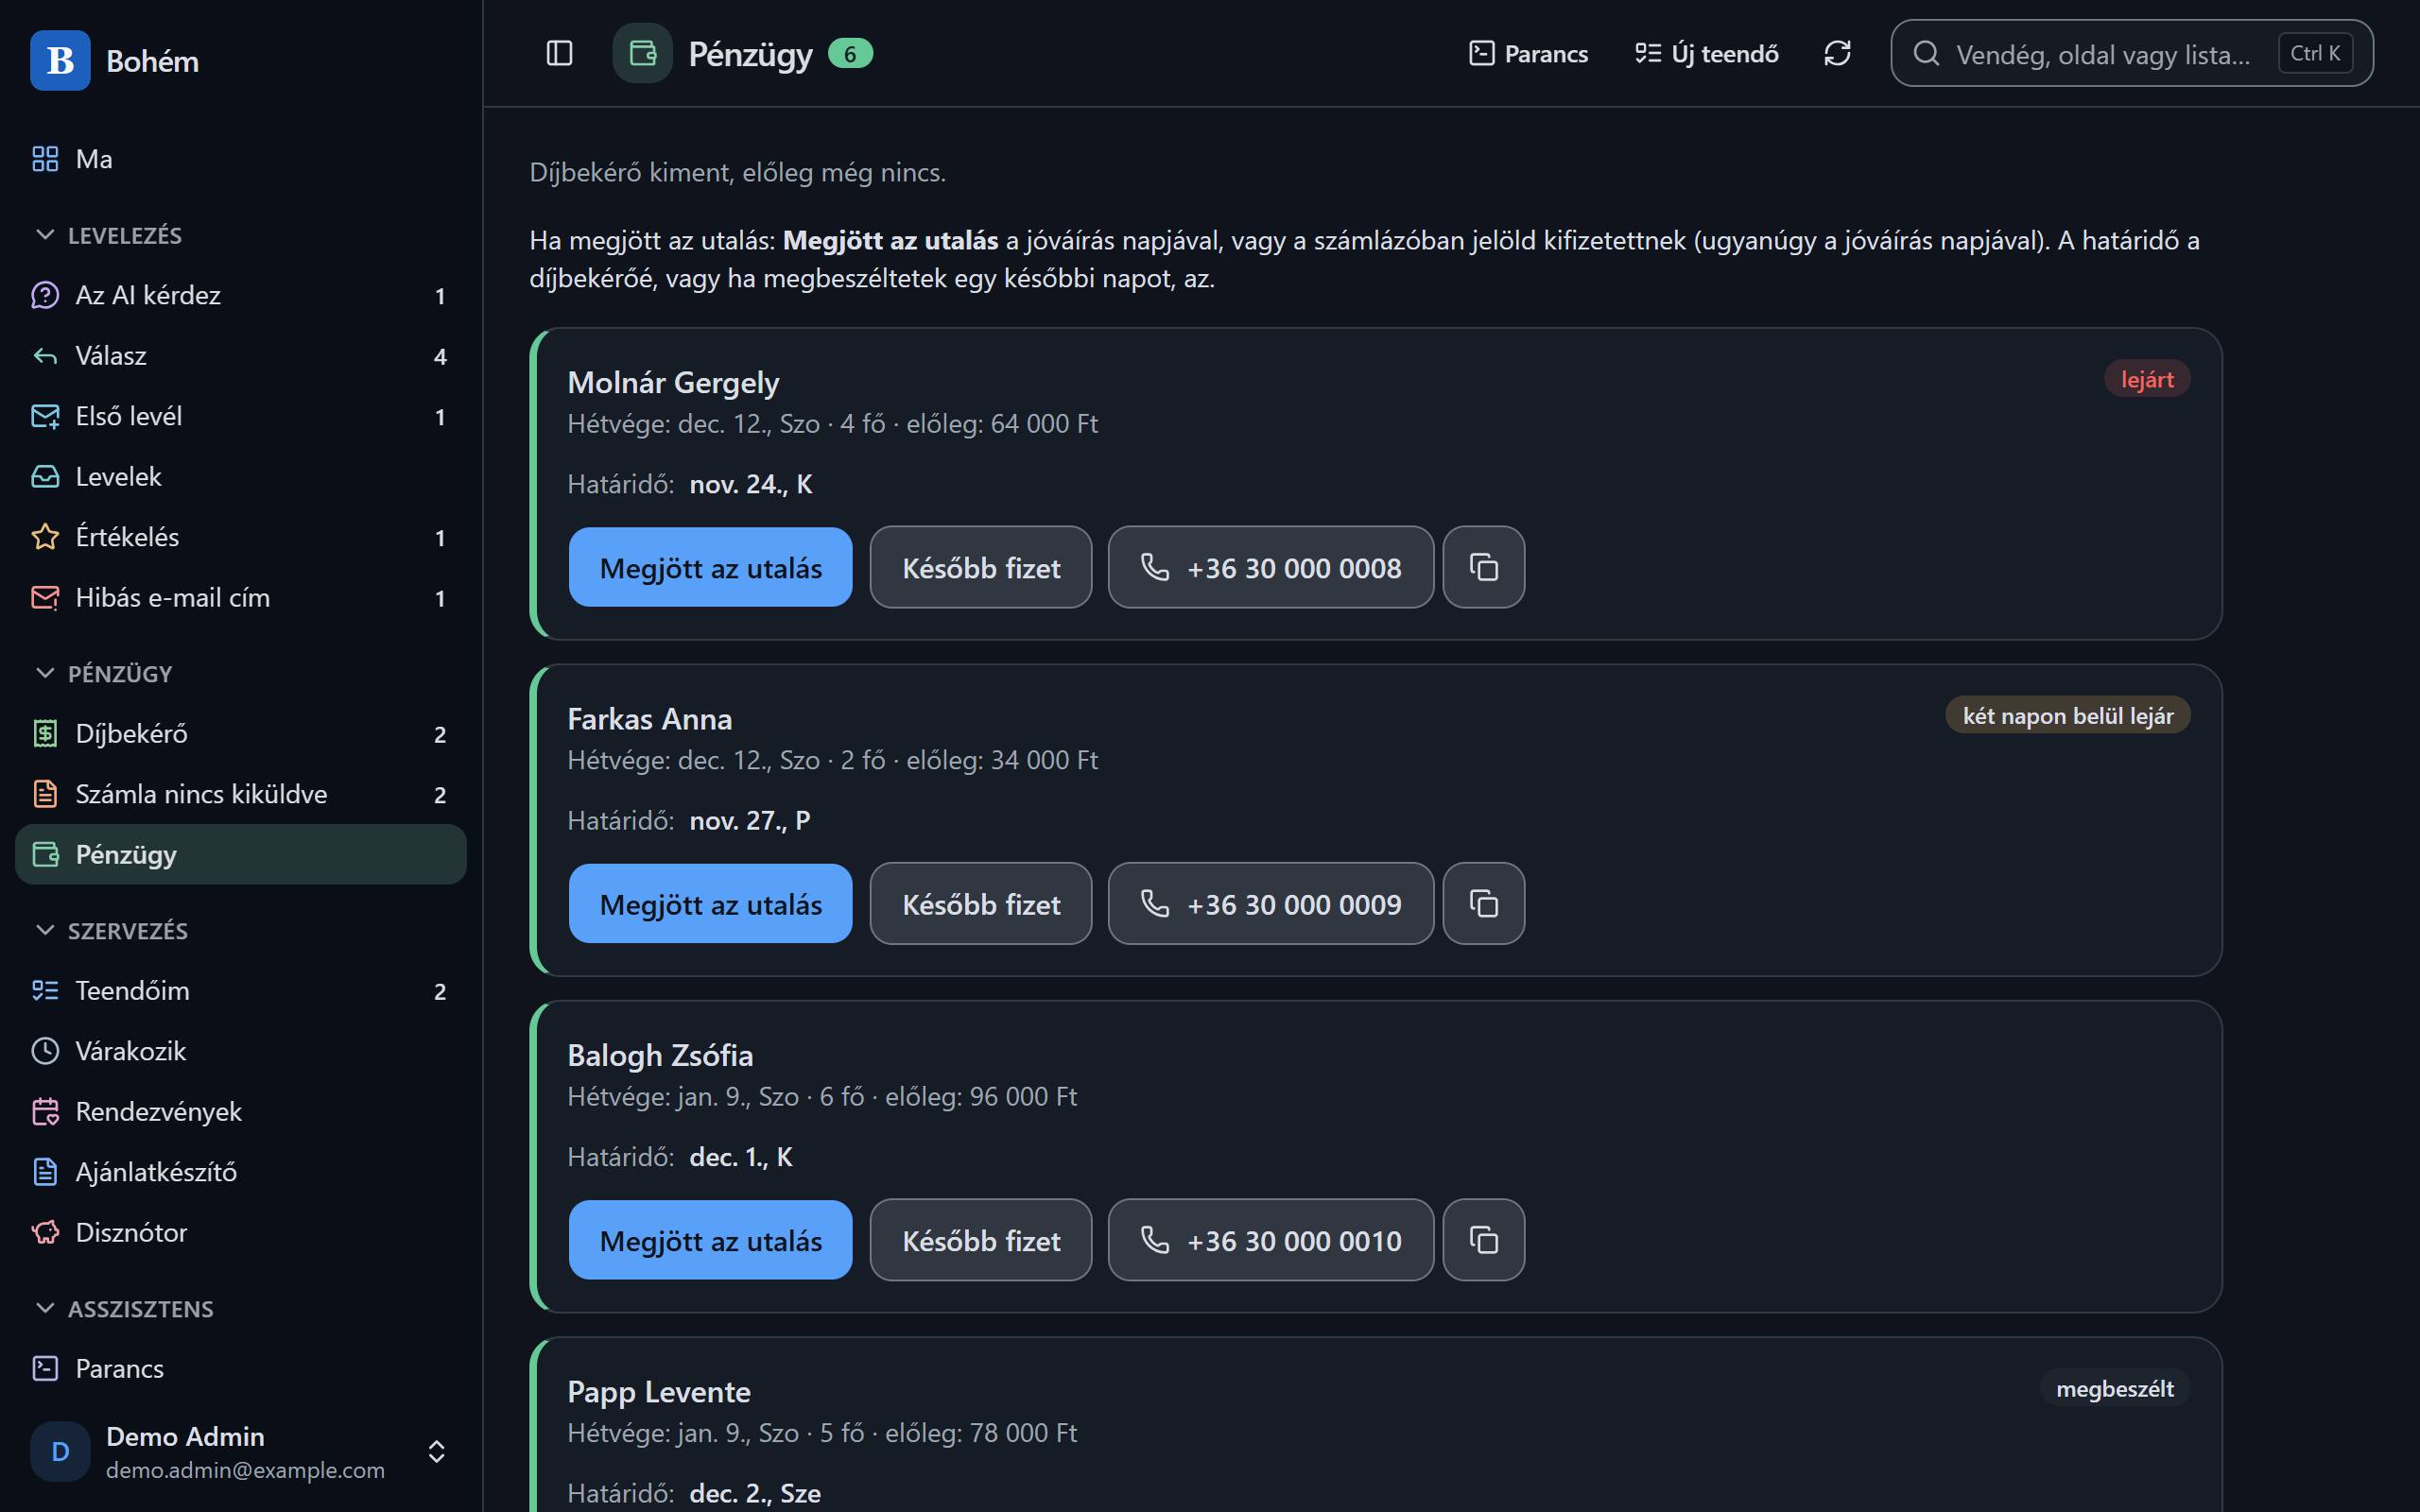 B Bohém
Ma
LEVELEZÉS
Az AI kérdez 1
Válasz 4
Első levél 1
Levelek
Értékelés 1
Hibás e-mail cím 1
PÉNZÜGY
Díjbekérő 2
Számla nincs kiküldve 2
Pénzügy
SZERVEZÉS
Teendőim 2
Várakozik
Rendezvények
Ajánlatkészítő
Disznótor
ASSZISZTENS
Parancs
D Demo Admin
demo.admin@example.com
Pénzügy 6
Parancs
Új teendő
Vendég, oldal vagy lista... Ctrl K
Díjbekérő kiment, előleg még nincs.
Ha megjött az utalás: Megjött az utalás a jóváírás napjával, vagy a számlázóban jelöld kifizetettnek (ugyanúgy a jóváírás napjával). A határidő a
díjbekérőé, vagy ha megbeszéltetek egy későbbi napot, az.
Molnár Gergely lejárt
Hétvége: dec. 12., Szo · 4 fő · előleg: 64 000 Ft
Határidő: nov. 24., K
Megjött az utalás Később fizet +36 30 000 0008
Farkas Anna két napon belül lejár
Hétvége: dec. 12., Szo · 2 fő · előleg: 34 000 Ft
Határidő: nov. 27., P
Megjött az utalás Később fizet +36 30 000 0009
Balogh Zsófia
Hétvége: jan. 9., Szo · 6 fő · előleg: 96 000 Ft
Határidő: dec. 1., K
Megjött az utalás Később fizet +36 30 000 0010
Papp Levente megbeszélt
Hétvége: jan. 9., Szo · 5 fő · előleg: 78 000 Ft
Határidő: dec. 2., Sze